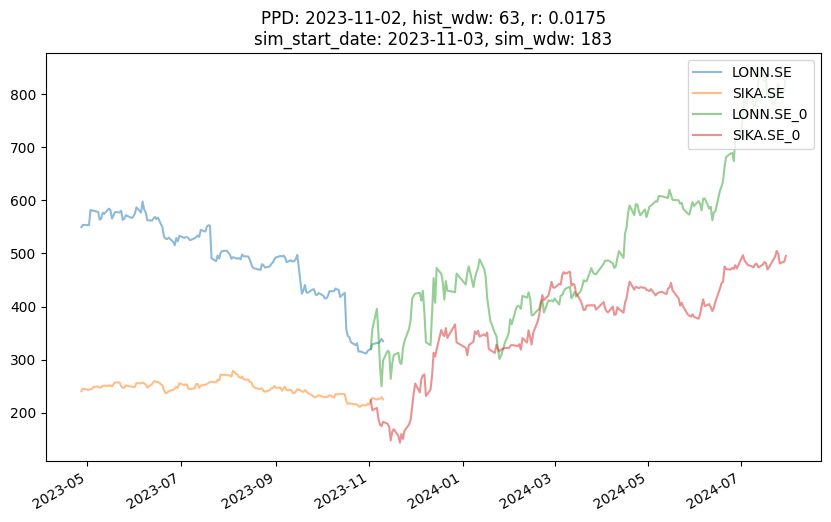 PPD: 2023-11-02, hist_wdw: 63, r: 0.0175
sim_start_date: 2023-11-03, sim_wdw: 183
LONN.SE
SIKA.SE
LONN.SE_0
SIKA.SE_0
800
700
600
500
400
300
200
2023-05
2023-07
2023-09
2023-11
2024-01
2024-03
2024-05
2024-07